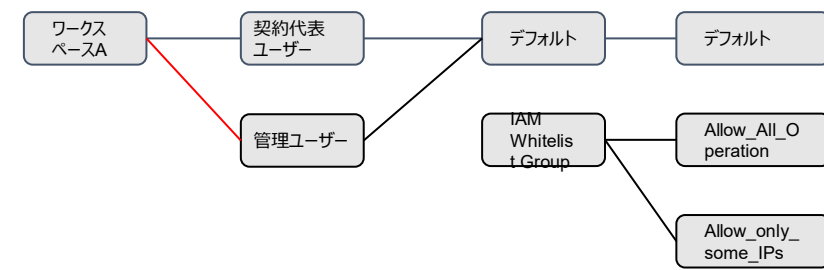 ワークス
ペースA
契約代表
ユーザー
デフォルト
デフォルト
管理ユーザー
IAM
Whitelis
t Group
Allow_All_O
peration
Allow_only_
some_IPs